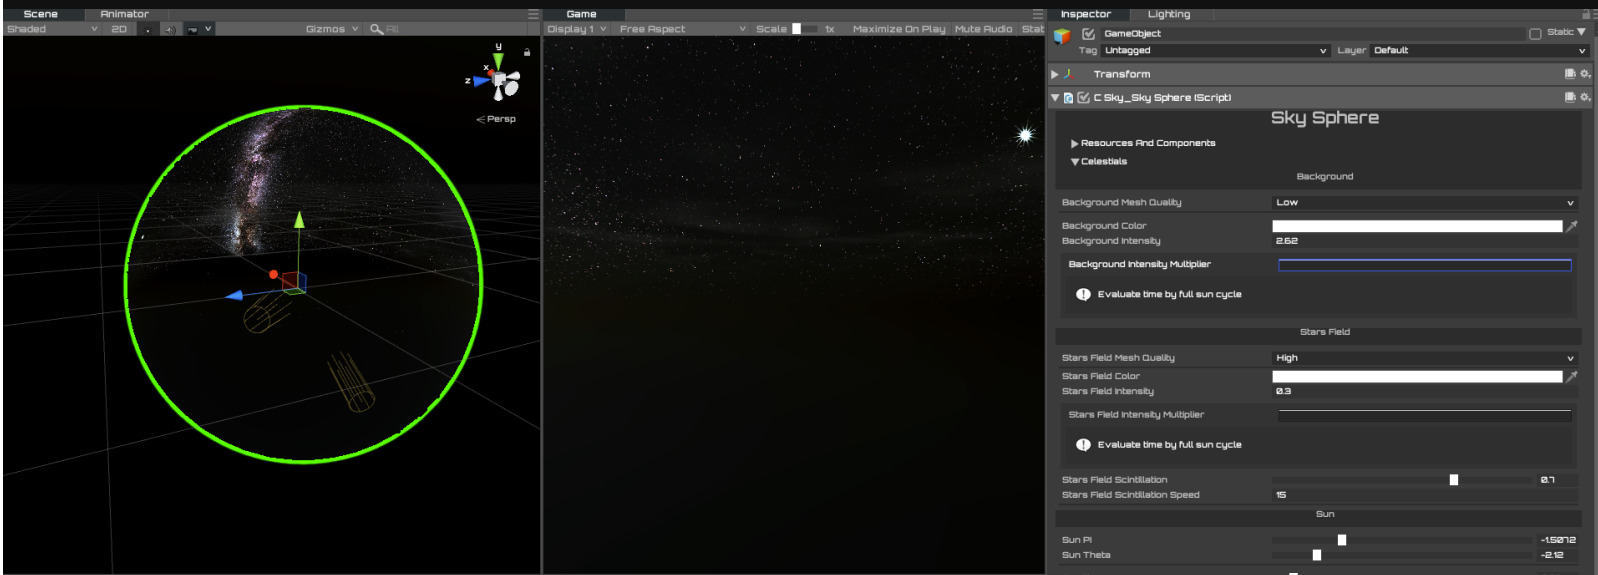 Scene Animator
Shaded 2D Gizmos All
y
x
z
Persp
Game
Display 1 Free Aspect Scale 1x Maximize On Play Mute Audio Stat
Inspector Lighting
GameObject Static
Tag Untagged Layer Default
Transform
C Sky_Sky Sphere (Script)
Sky Sphere
Resources And Components
Celestials
Background
Background Mesh Quality Low
Background Color
Background Intensity 2.62
Background Intensity Multiplier
Evaluate time by full sun cycle
Stars Field
Stars Field Mesh Quality High
Stars Field Color
Stars Field Intensity 0.3
Stars Field Intensity Multiplier
Evaluate time by full sun cycle
Stars Field Scintillation 0.7
Stars Field Scintillation Speed 15
Sun
Sun PI -1.5072
Sun Theta -2.12